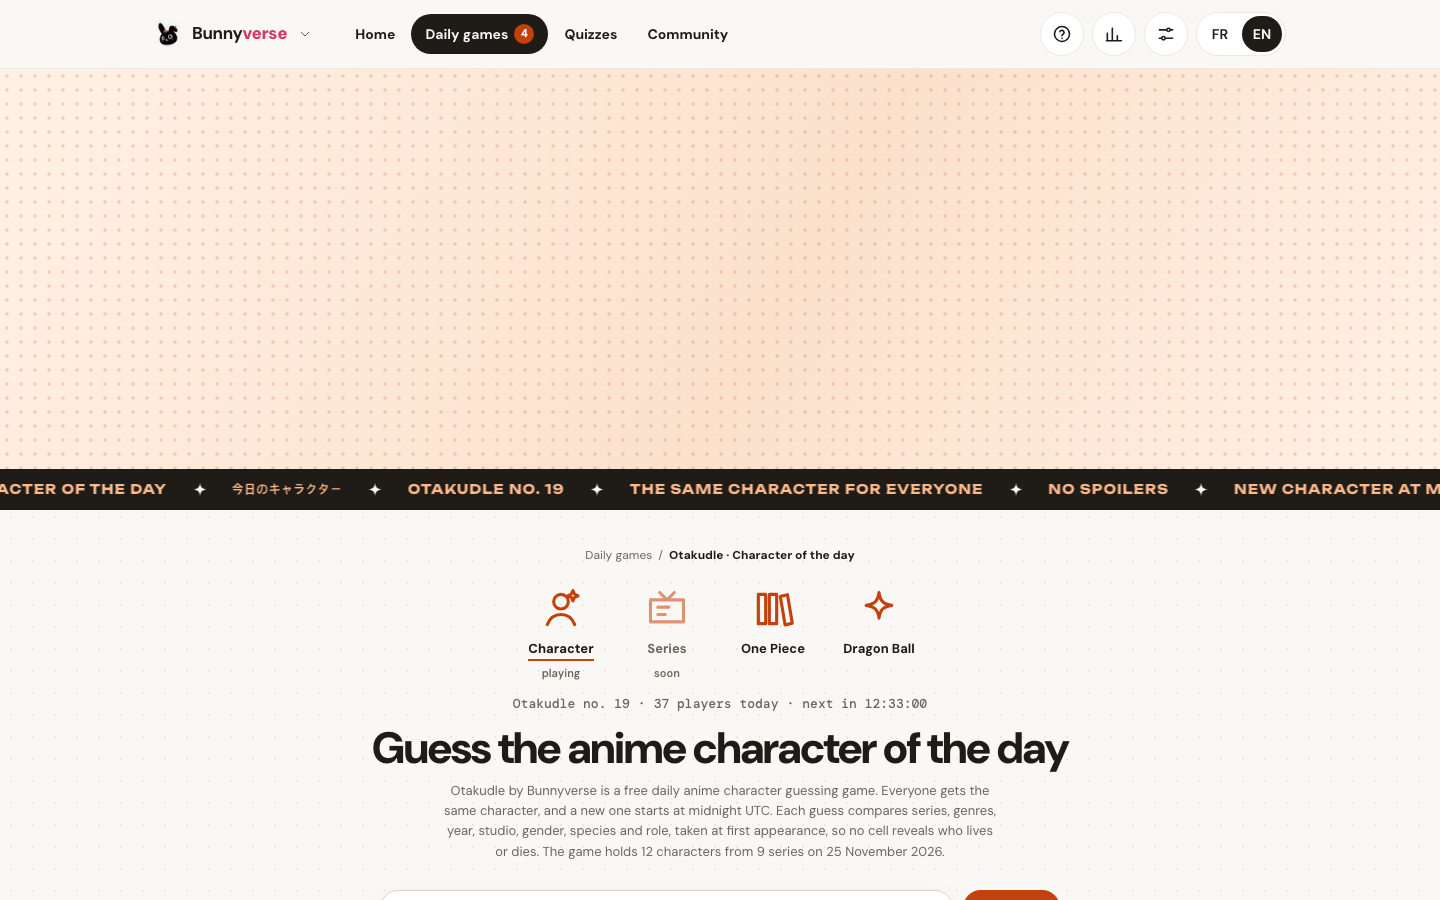 Bunnyverse
Home
Daily games 4
Quizzes
Community
FR
EN
ACTER OF THE DAY ✦ 今日のキャラクター ✦ OTAKUDLE NO. 19 ✦ THE SAME CHARACTER FOR EVERYONE ✦ NO SPOILERS ✦ NEW CHARACTER AT M
Daily games / Otakudle · Character of the day
Character
playing
Series
soon
One Piece
Dragon Ball
Otakudle no. 19 · 37 players today · next in 12:33:00
Guess the anime character of the day
Otakudle by Bunnyverse is a free daily anime character guessing game. Everyone gets the
same character, and a new one starts at midnight UTC. Each guess compares series, genres,
year, studio, gender, species and role, taken at first appearance, so no cell reveals who lives
or dies. The game holds 12 characters from 9 series on 25 November 2026.